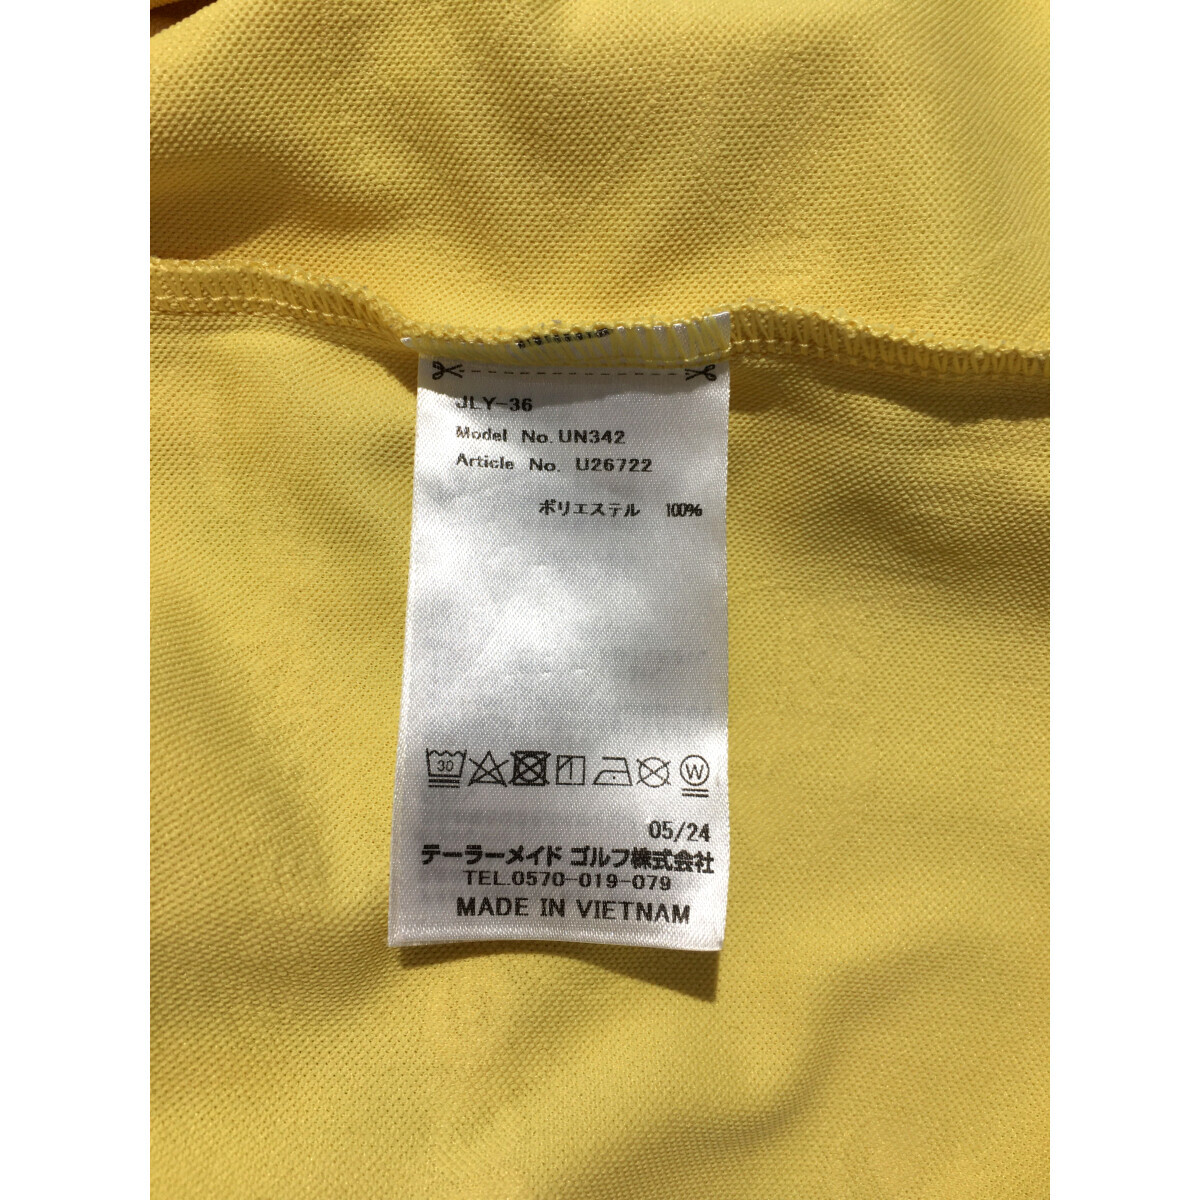 JLY-36
Model No. UN342
Article No. U26722
ポリエステル 100%
30 W
05/24
テーラーメイド ゴルフ株式会社
TEL.0570-019-079
MADE IN VIETNAM